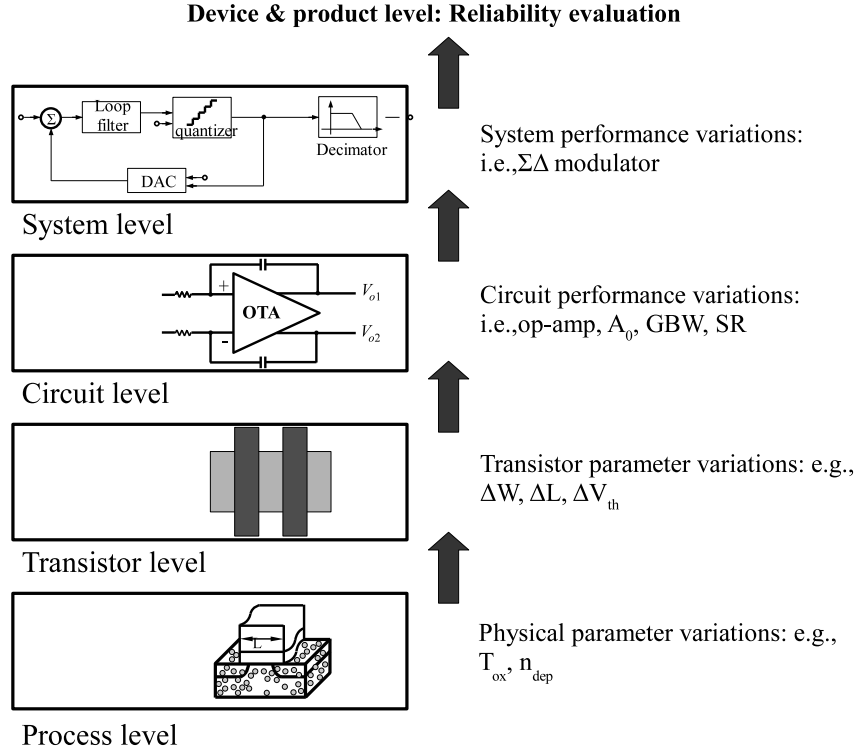 Device & product level: Reliability evaluation
Σ
Loop
filter
quantizer
Decimator
DAC
System level
System performance variations:
i.e.,ΣΔ modulator
+
OTA
-
Vo1
Vo2
Circuit level
Circuit performance variations:
i.e.,op-amp, A0, GBW, SR
Transistor level
Transistor parameter variations: e.g.,
ΔW, ΔL, ΔVth
L
Process level
Physical parameter variations: e.g.,
Tox, ndep